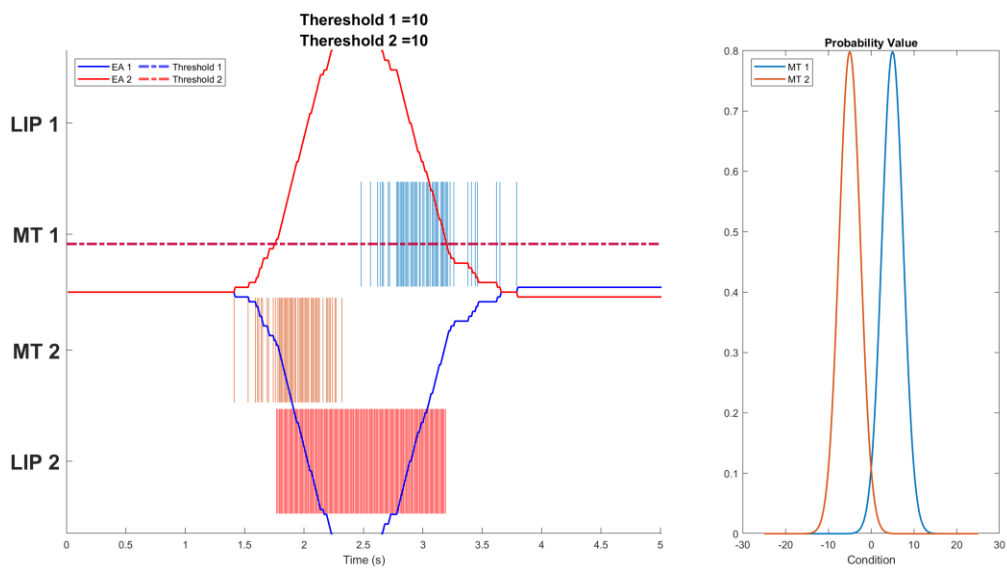 Thereshold 1 =10
Thereshold 2 =10
EA 1
EA 2
Threshold 1
Threshold 2
LIP 1
MT 1
MT 2
LIP 2
0 0.5 1 1.5 2 2.5 3 3.5 4 4.5 5
Time (s)
Probability Value
MT 1
MT 2
0.8
0.7
0.6
0.5
0.4
0.3
0.2
0.1
0
-30 -20 -10 0 10 20 30
Condition